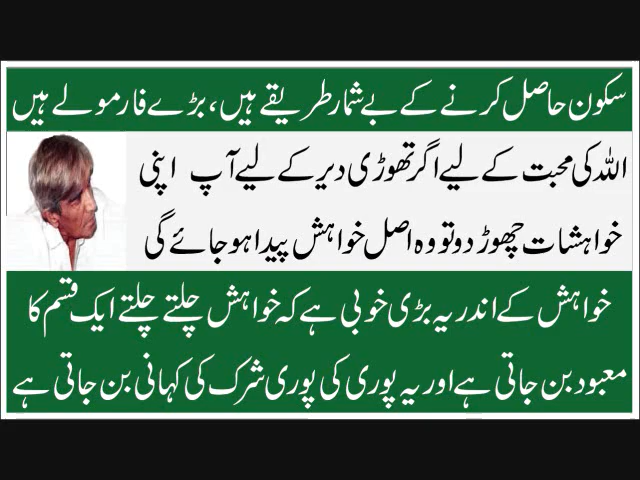 سکون حاصل کرنے کے بے شمار طریقے ہیں، بڑے فارمولے ہیں
اللہ کی محبت کے لیے اگر تھوڑی دیر کے لیے آپ اپنی
خواہشات چھوڑ دو تو وہ اصل خواہش پیدا ہو جائے گی
خواہش کے اندر یہ بڑی خوبی ہے کہ خواہش چلتے چلتے ایک قسم کا
معبود بن جاتی ہے اور یہ پوری کی پوری شرک کی کہانی بن جاتی ہے